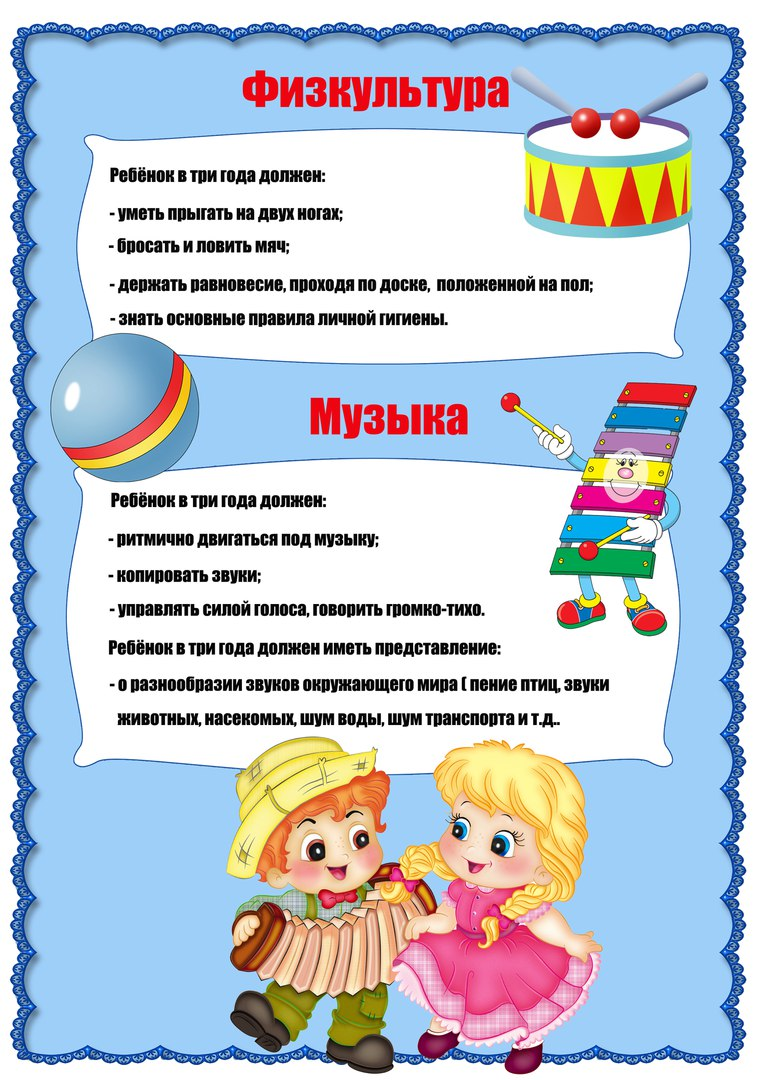 Физкультура
Ребёнок в три года должен:
- уметь прыгать на двух ногах;
- бросать и ловить мяч;
- держать равновесие, проходя по доске, положенной на пол;
- знать основные правила личной гигиены.
Музыка
Ребёнок в три года должен:
- ритмично двигаться под музыку;
- копировать звуки;
- управлять силой голоса, говорить громко-тихо.
Ребёнок в три года должен иметь представление:
- о разнообразии звуков окружающего мира ( пение птиц, звуки
животных, насекомых, шум воды, шум транспорта и т.д..